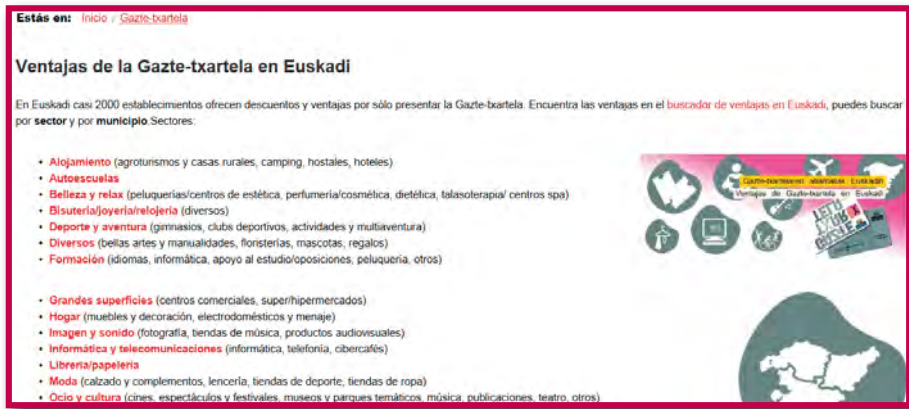 Estás en: Inicio / Gazte-txartela
Ventajas de la Gazte-txartela en Euskadi
En Euskadi casi 2000 establecimientos ofrecen descuentos y ventajas por sólo presentar la Gazte-txartela. Encuentra las ventajas en el buscador de ventajas en Euskadi, puedes buscar
por sector y por municipio.Sectores:
• Alojamiento (agroturismos y casas rurales, camping, hostales, hoteles)
• Autoescuelas
• Belleza y relax (peluquerías/centros de estética, perfumería/cosmética, dietética, talasoterapia/ centros spa)
• Bisutería/joyería/relojería (diversos)
• Deporte y aventura (gimnasios, clubs deportivos, actividades y multiaventura)
• Diversos (bellas artes y manualidades, floristerías, mascotas, regalos)
• Formación (idiomas, informática, apoyo al estudio/oposiciones, peluquería, otros)
Gazte-txartelaren abantailak Euskadin
Ventajas de Gazte-txartela en Euskadi
• Grandes superficies (centros comerciales, super/hipermercados)
• Hogar (muebles y decoración, electrodomésticos y menaje)
• Imagen y sonido (fotografía, tiendas de música, productos audiovisuales)
• Informática y telecomunicaciones (informática, telefonía, cibercafés)
• Librería/papelería
• Moda (calzado y complementos, lencería, tiendas de deporte, tiendas de ropa)
• Ocio y cultura (cines, espectáculos y festivales, museos y parques temáticos, música, publicaciones, teatro, otros)